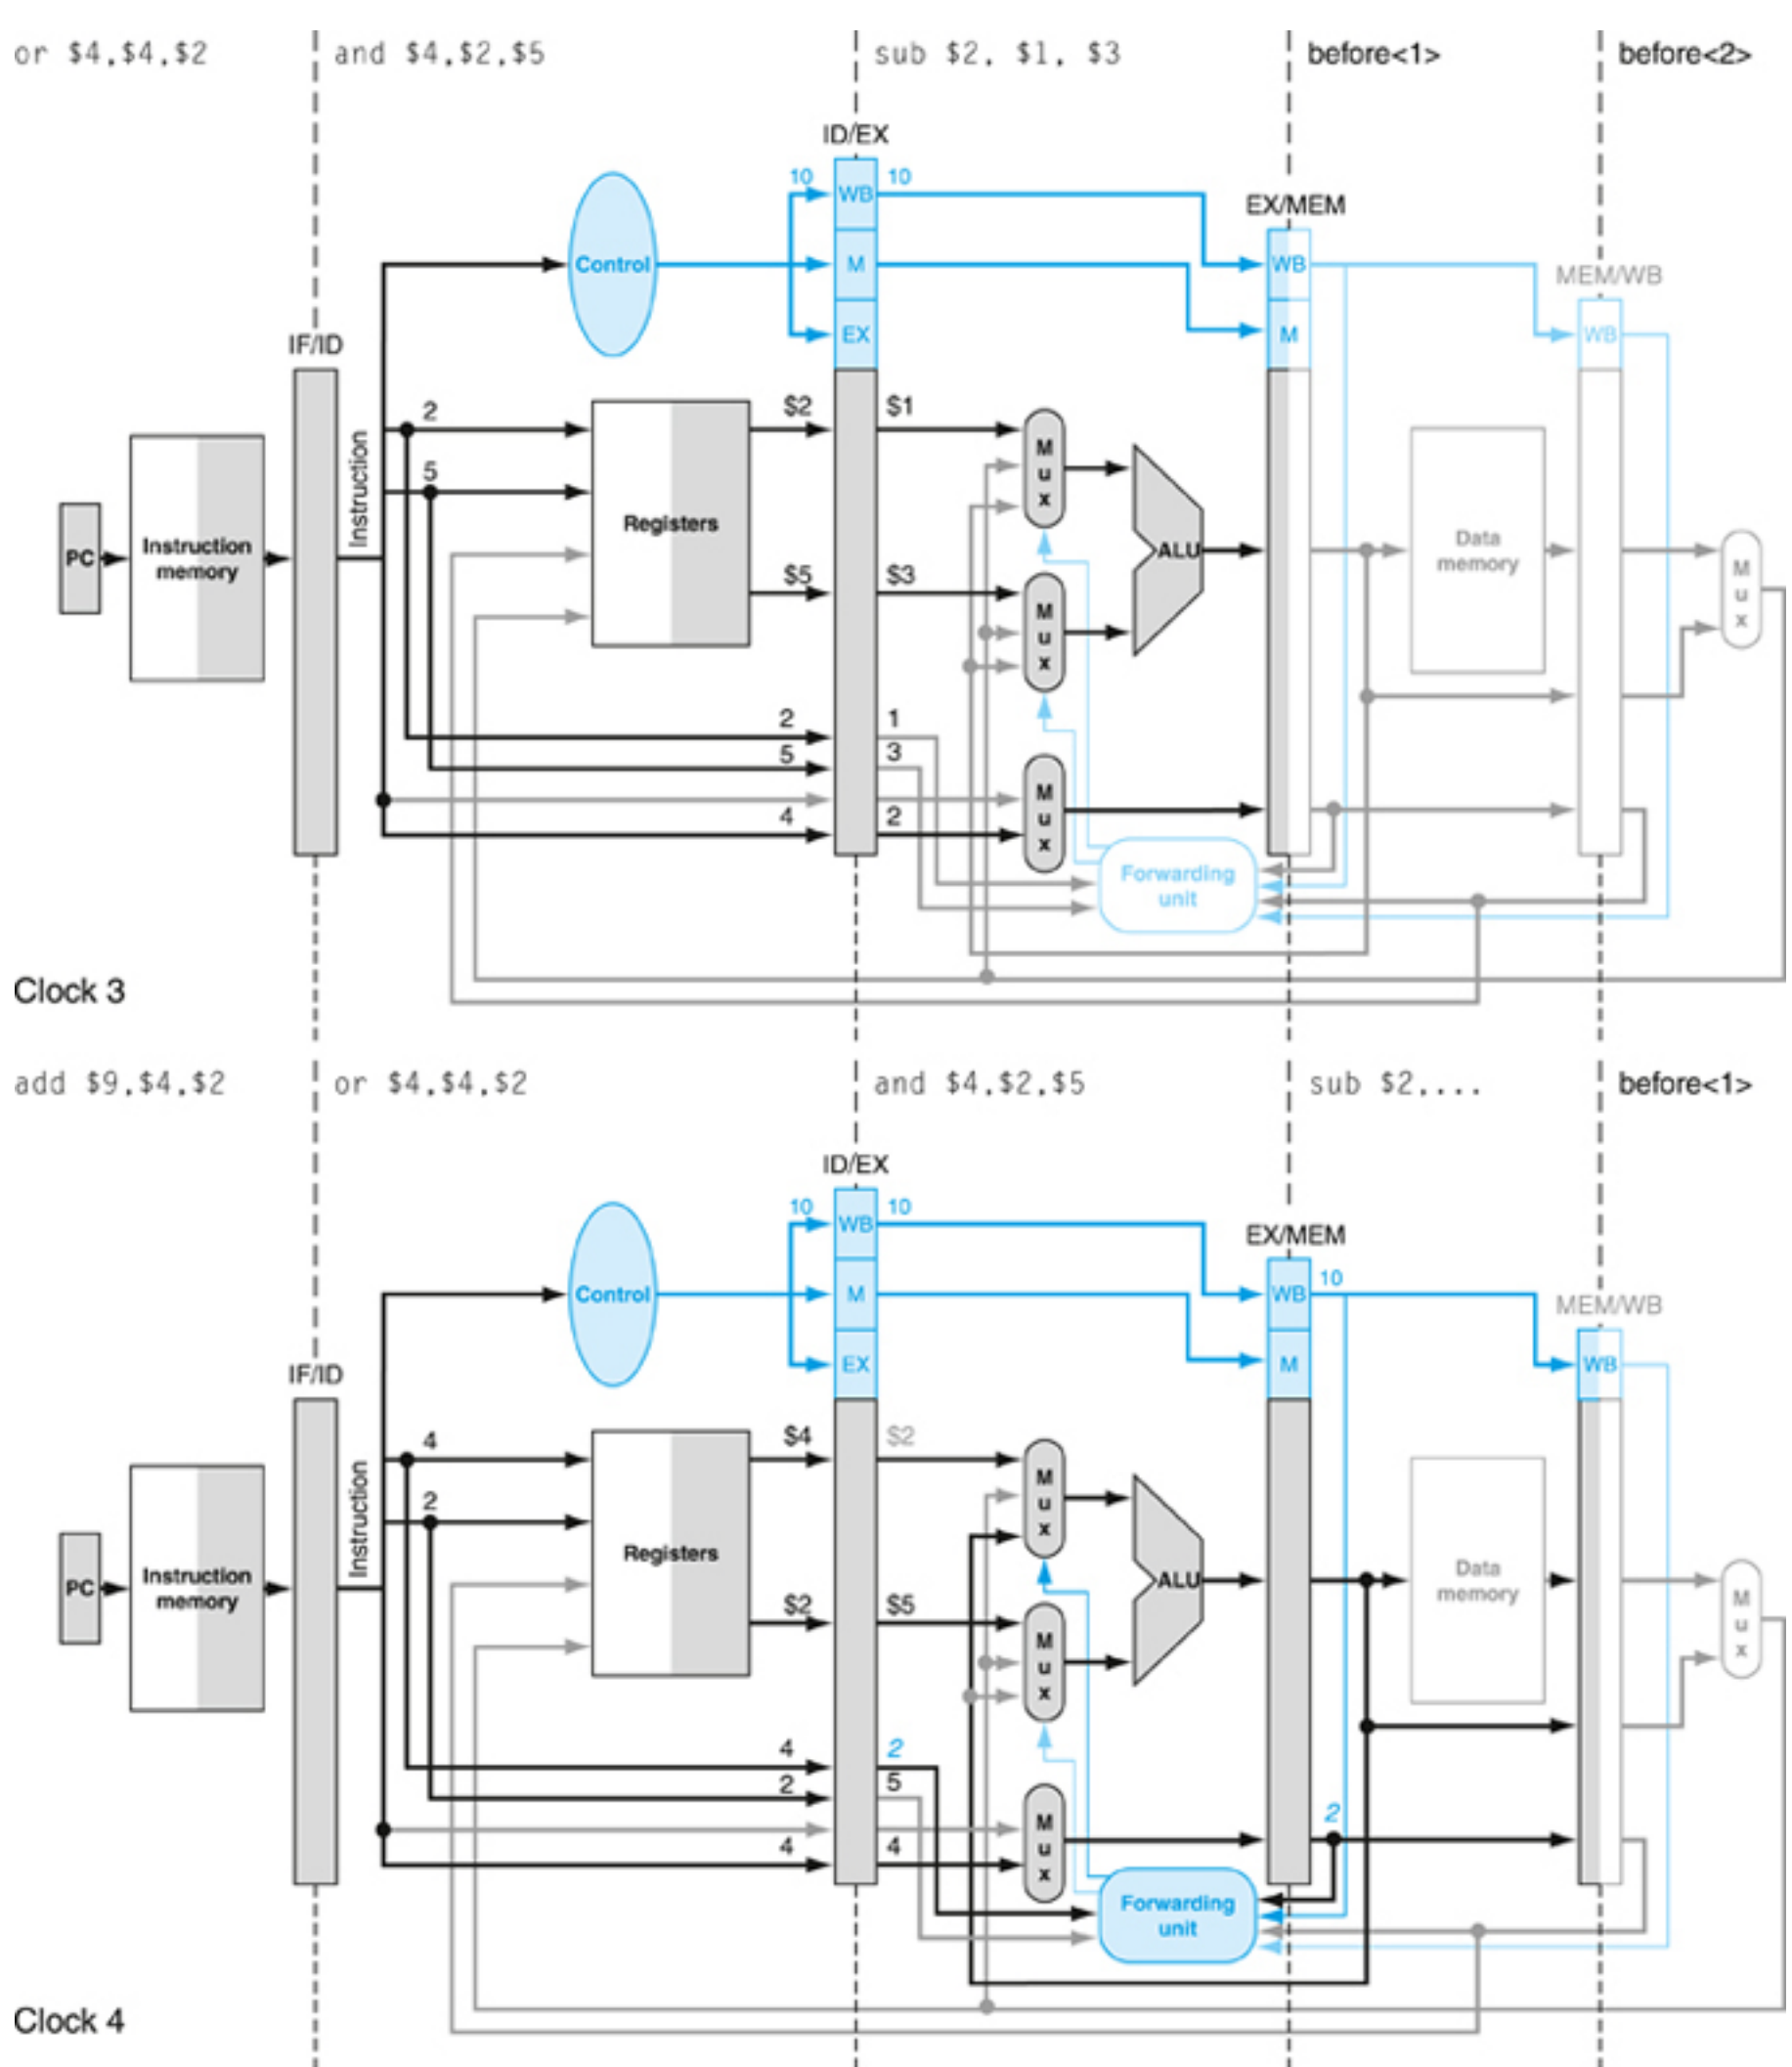 or $4,$4,$2
and $4,$2,$5
sub $2, $1, $3
before<1>
before<2>
ID/EX
10
WB
10
EX/MEM
Control
M
WB
MEM/WB
EX
M
WB
IF/ID
2
$2
$1
M
u
x
Instruction
5
Registers
PC
Instruction
memory
ALU
Data
memory
M
u
x
$5
$3
M
u
x
2
1
5
3
M
u
x
4
2
Forwarding
unit
Clock 3
add $9,$4,$2
or $4,$4,$2
and $4,$2,$5
sub $2,...
before<1>
ID/EX
10
WB
10
EX/MEM
10
Control
M
WB
MEM/WB
EX
M
WB
IF/ID
4
$4
$2
M
u
x
Instruction
2
Registers
PC
Instruction
memory
ALU
Data
memory
M
u
x
$2
$5
M
u
x
4
2
2
5
2
M
u
x
4
4
Forwarding
unit
Clock 4